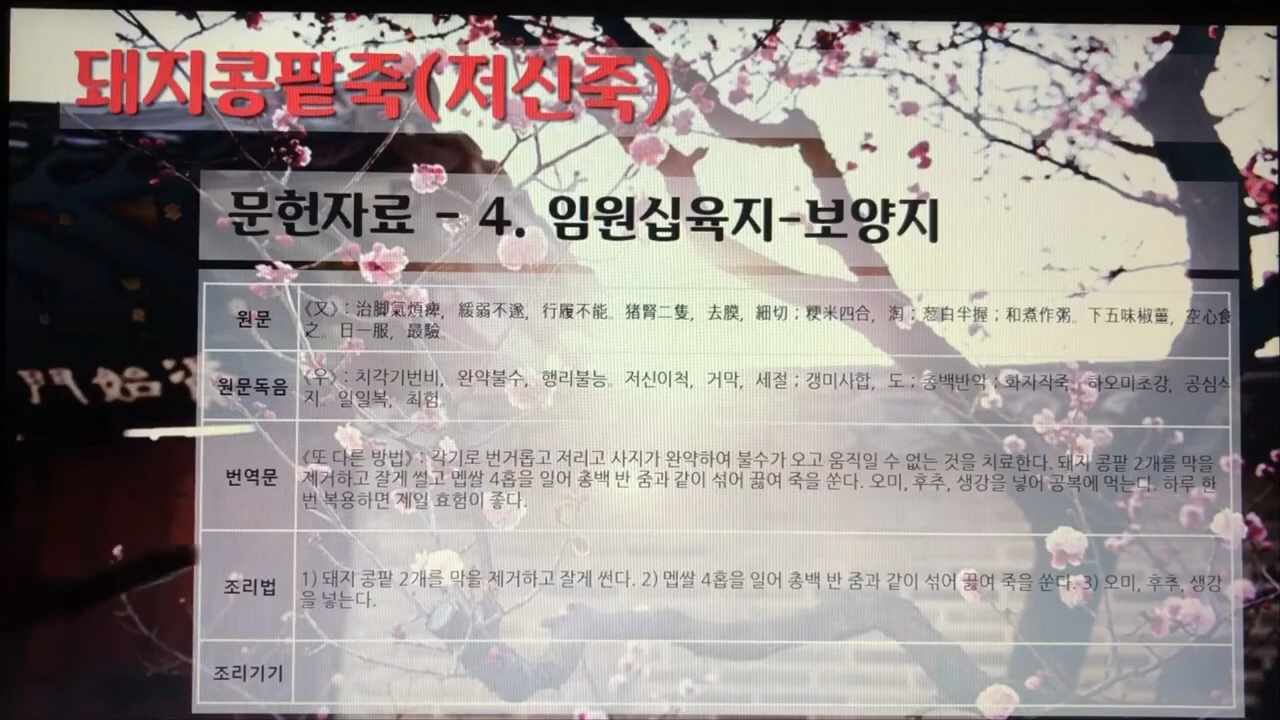 돼지콩팥죽(저신죽)
문헌자료 - 4. 임원십육지-보양지
원문
《又》: 治脚氣煩痺, 緩弱不遂, 行履不能。猪腎二隻, 去膜, 細切; 粳米四合, 淘; 葱白半握; 和煮作粥。下五味椒薑, 空心食
之。日一服, 最驗。
원문독음
《우》: 치각기번비, 완약불수, 행리불능。저신이척, 거막, 세절; 갱미사합, 도; 총백반악; 화자작죽。하오미초강, 공심식
지。일일복, 최험。
번역문
《또 다른 방법》: 각기로 번거롭고 저리고 사지가 완약하여 불수가 오고 움직일 수 없는 것을 치료한다. 돼지 콩팥 2개를 막을
제거하고 잘게 썰고 멥쌀 4홉을 일어 총백 반 줌과 같이 섞어 끓여 죽을 쑨다. 오미, 후추, 생강을 넣어 공복에 먹는다. 하루 한
번 복용하면 제일 효험이 좋다.
조리법
1) 돼지 콩팥 2개를 막을 제거하고 잘게 썬다. 2) 멥쌀 4홉을 일어 총백 반 줌과 같이 섞어 끓여 죽을 쑨다. 3) 오미, 후추, 생강
을 넣는다.
조리기기